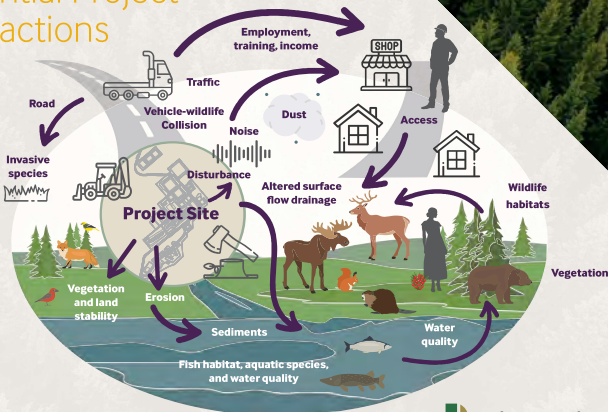 ntial Project
actions
Employment,
training, income
SHOP
Traffic
Road
Vehicle-wildlife
Collision
Dust
Access
Noise
Invasive
species
Disturbance
Altered surface
flow drainage
Wildlife
habitats
Project Site
Vegetation
Vegetation
and land
stability
Erosion
Sediments
Water
quality
Fish habitat, aquatic species,
and water quality